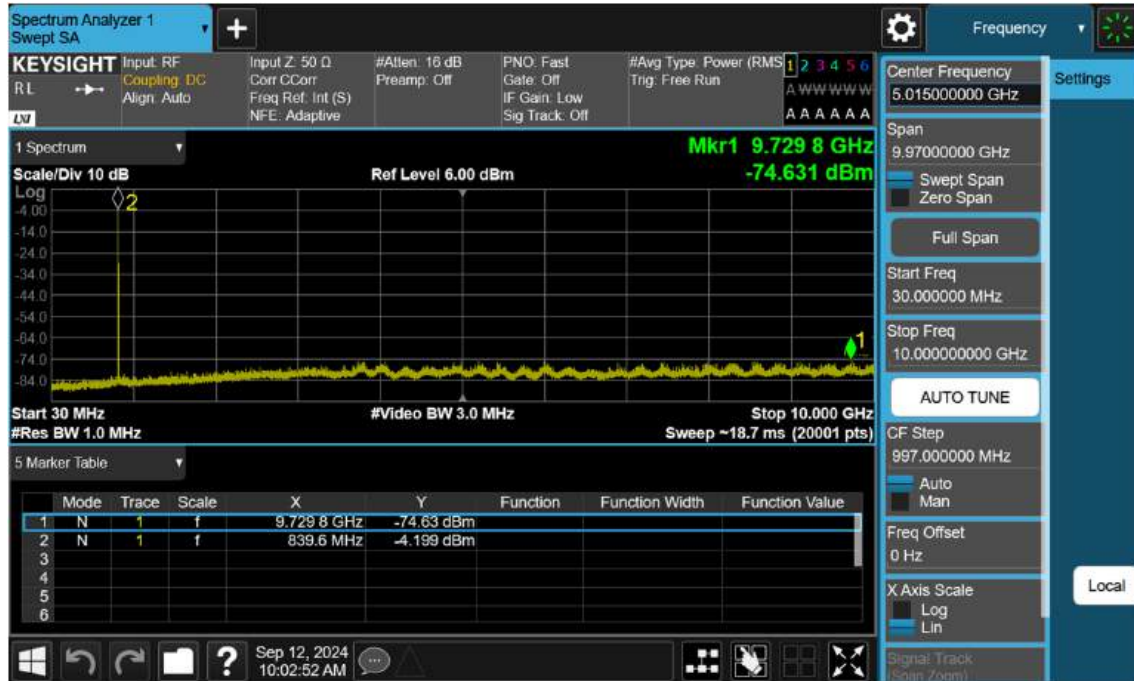 Spectrum Analyzer 1
Swept SA
Frequency
KEYSIGHT
RL
LXI
Input: RF
Coupling: DC
Align: Auto
Input Z: 50 Ω
Corr CCorr
Freq Ref: Int (S)
NFE: Adaptive
#Atten: 16 dB
Preamp: Off
PNO: Fast
Gate: Off
IF Gain: Low
Sig Track: Off
#Avg Type: Power (RMS
Trig: Free Run
1 2 3 4 5 6
A W W W W W
A A A A A A
Center Frequency
5.015000000 GHz
Settings
Span
9.97000000 GHz
Swept Span
Zero Span
Full Span
Start Freq
30.000000 MHz
Stop Freq
10.000000000 GHz
AUTO TUNE
CF Step
997.000000 MHz
Auto
Man
Freq Offset
0 Hz
X Axis Scale
Log
Lin
Signal Track
(Span Zoom)
Local
1 Spectrum
Scale/Div 10 dB
Ref Level 6.00 dBm
Mkr1 9.729 8 GHz
-74.631 dBm
Log
-4.00
-14.0
-24.0
-34.0
-44.0
-54.0
-64.0
-74.0
-84.0
2
1
Start 30 MHz
#Video BW 3.0 MHz
Stop 10.000 GHz
#Res BW 1.0 MHz
Sweep ~18.7 ms (20001 pts)
5 Marker Table
Mode Trace Scale X Y Function Function Width Function Value
1 N 1 f 9.729 8 GHz -74.63 dBm
2 N 1 f 839.6 MHz -4.199 dBm
3
4
5
6
?
Sep 12, 2024
10:02:52 AM